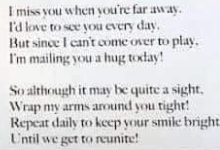 I miss you when you're far away.
I'd love to see you every day.
But since I can't come over to play,
I'm mailing you a hug today!

So although it may be quite a sight,
Wrap my arms around you tight!
Repeat daily to keep your smile bright
Until we get to reunite!